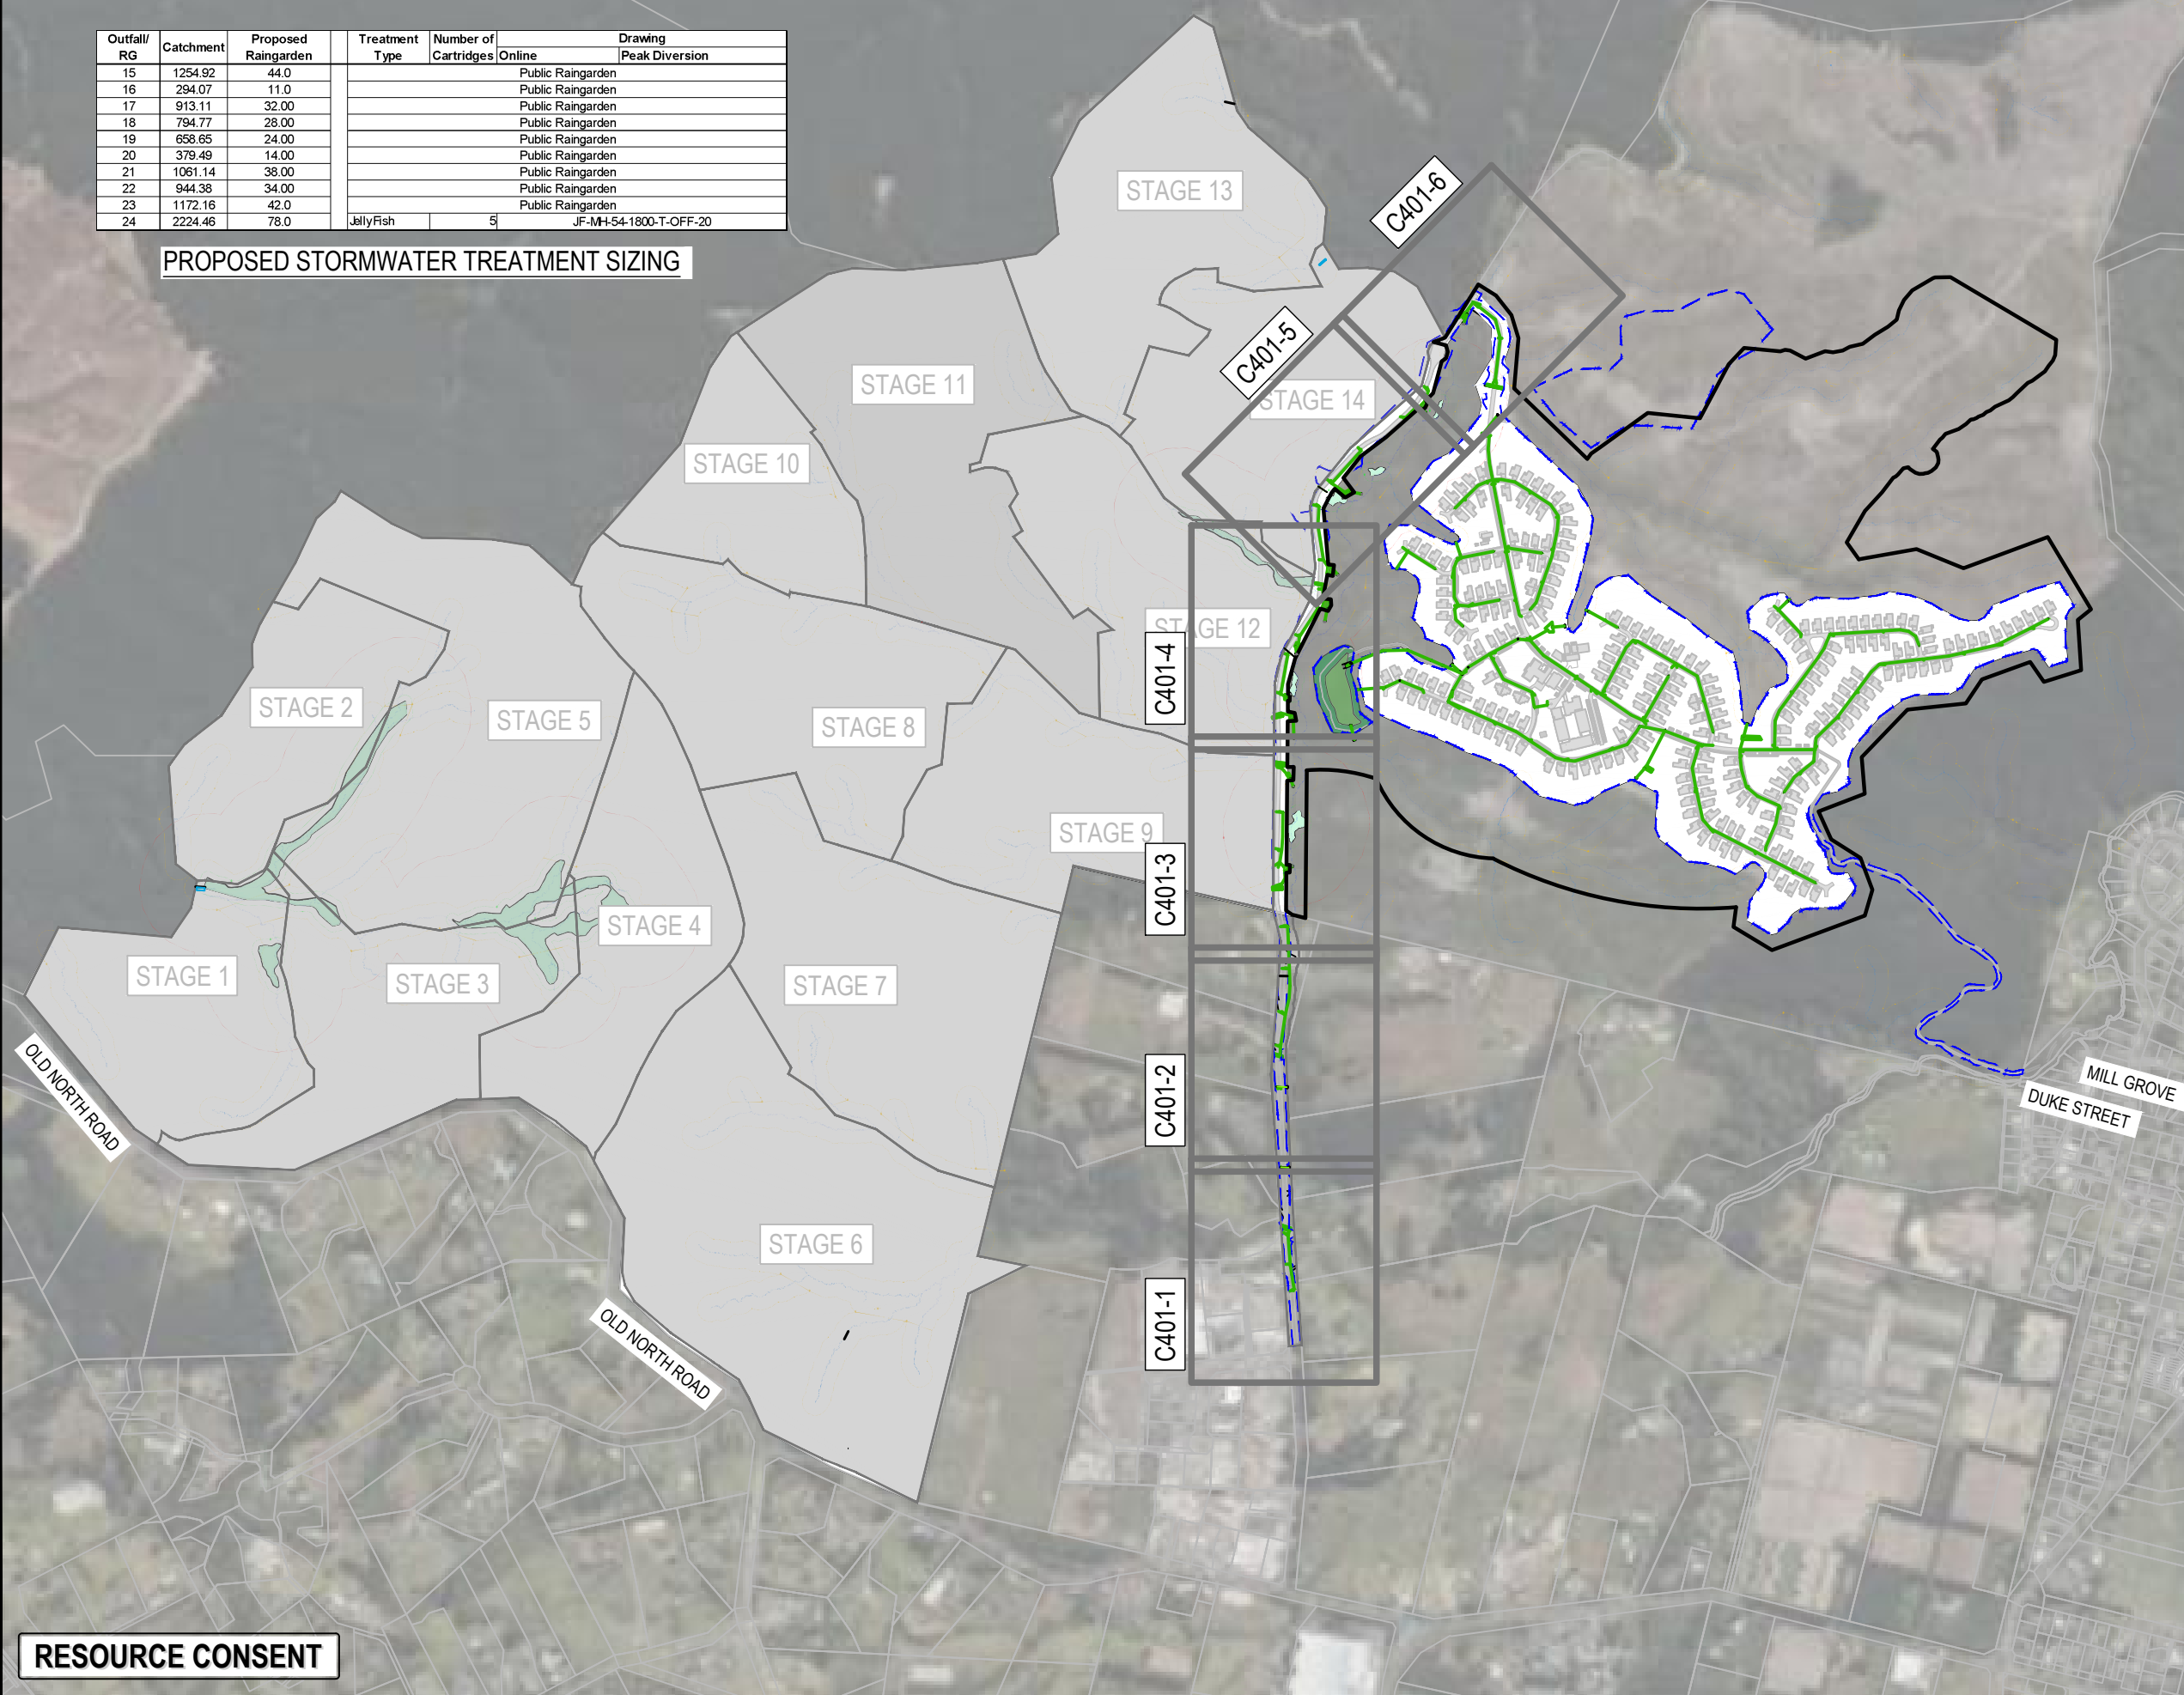 Outfall/ RG Catchment Proposed Raingarden Treatment Type Number of Cartridges Drawing Online Peak Diversion
15 1254.92 44.0 Public Raingarden
16 294.07 11.0 Public Raingarden
17 913.11 32.00 Public Raingarden
18 794.77 28.00 Public Raingarden
19 658.65 24.00 Public Raingarden
20 379.49 14.00 Public Raingarden
21 1061.14 38.00 Public Raingarden
22 944.38 34.00 Public Raingarden
23 1172.16 42.0 Public Raingarden
24 2224.46 78.0 JellyFish 5 JF-MH-54-1800-T-OFF-20
PROPOSED STORMWATER TREATMENT SIZING
STAGE 13
C401-6
C401-5
STAGE 14
STAGE 11
STAGE 10
STAGE 12
C401-4
STAGE 2
STAGE 5
STAGE 8
STAGE 9
C401-3
STAGE 4
STAGE 1
STAGE 3
STAGE 7
OLD NORTH ROAD
C401-2
MILL GROVE
DUKE STREET
STAGE 6
C401-1
OLD NORTH ROAD
RESOURCE CONSENT